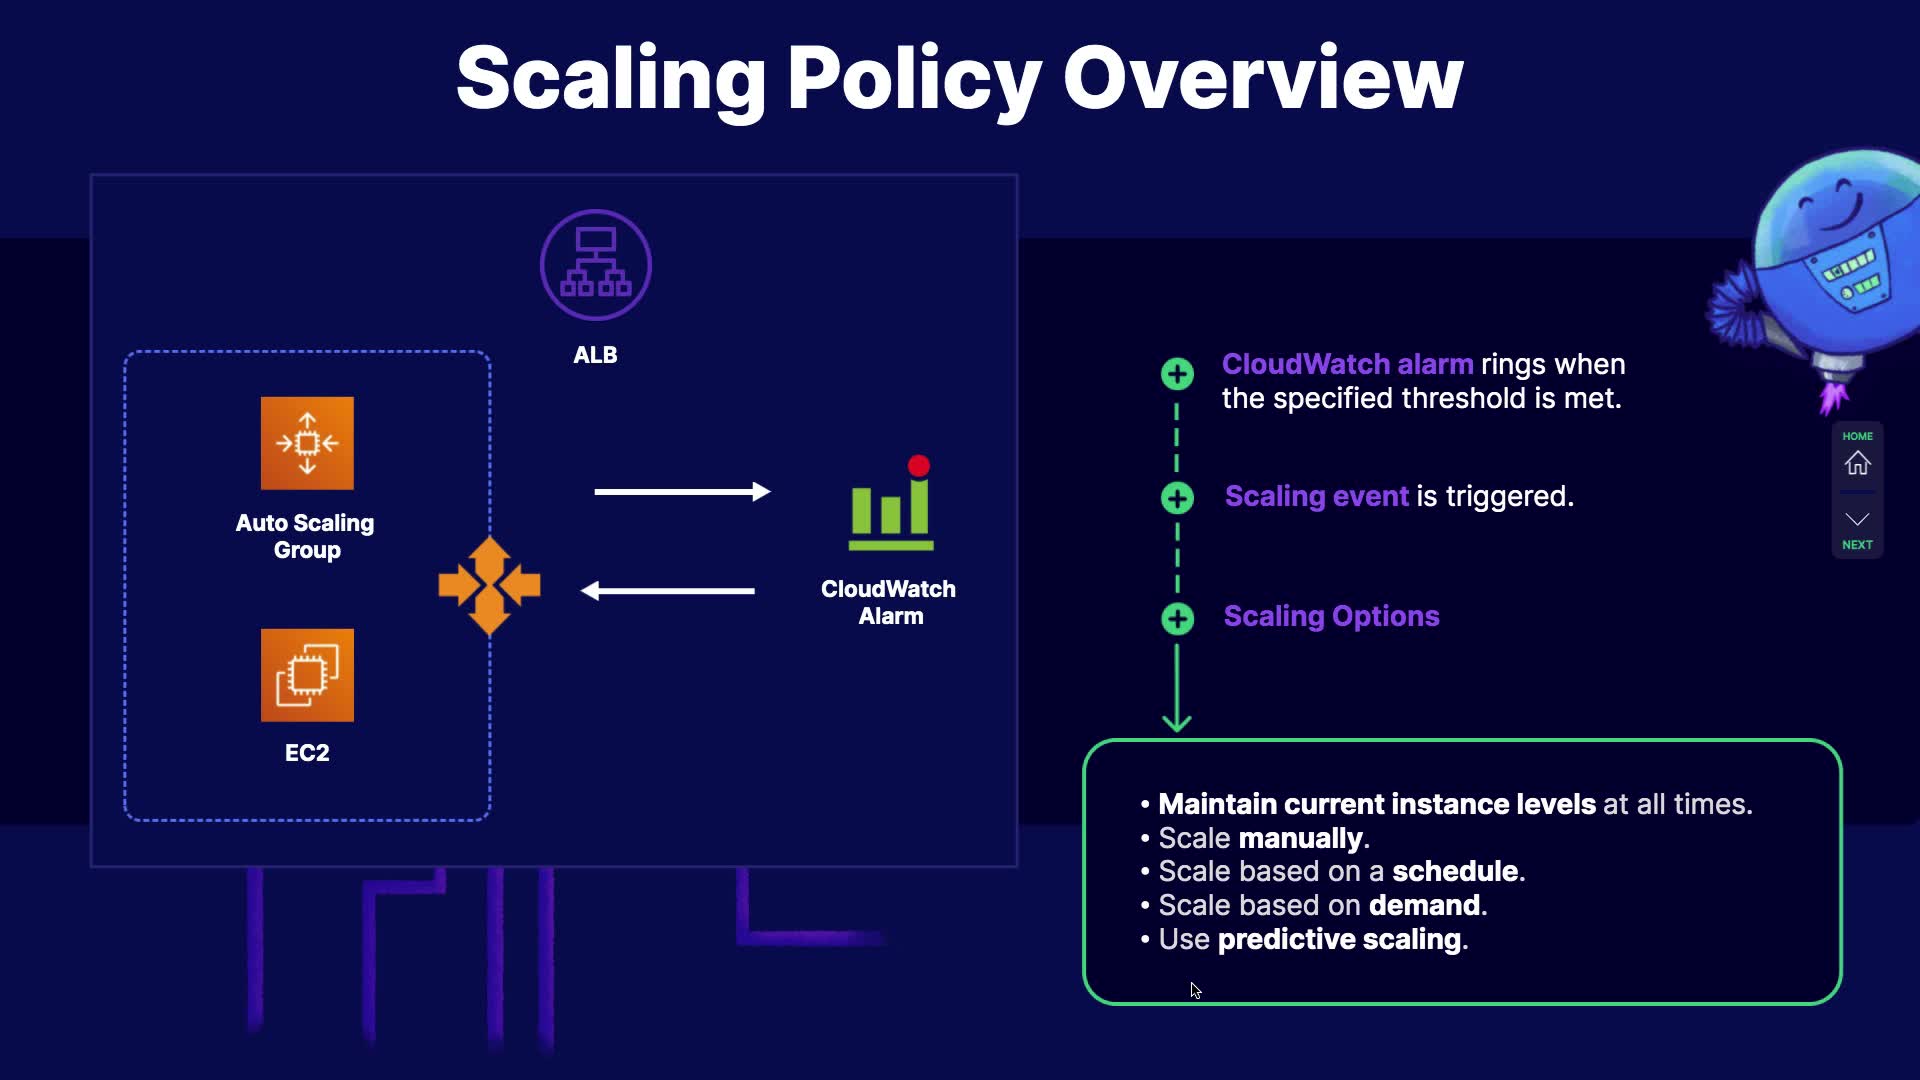 Scaling Policy Overview
ALB
Auto Scaling
Group
EC2
CloudWatch
Alarm
CloudWatch alarm rings when
the specified threshold is met.
Scaling event is triggered.
Scaling Options
• Maintain current instance levels at all times.
• Scale manually.
• Scale based on a schedule.
• Scale based on demand.
• Use predictive scaling.
HOME
NEXT